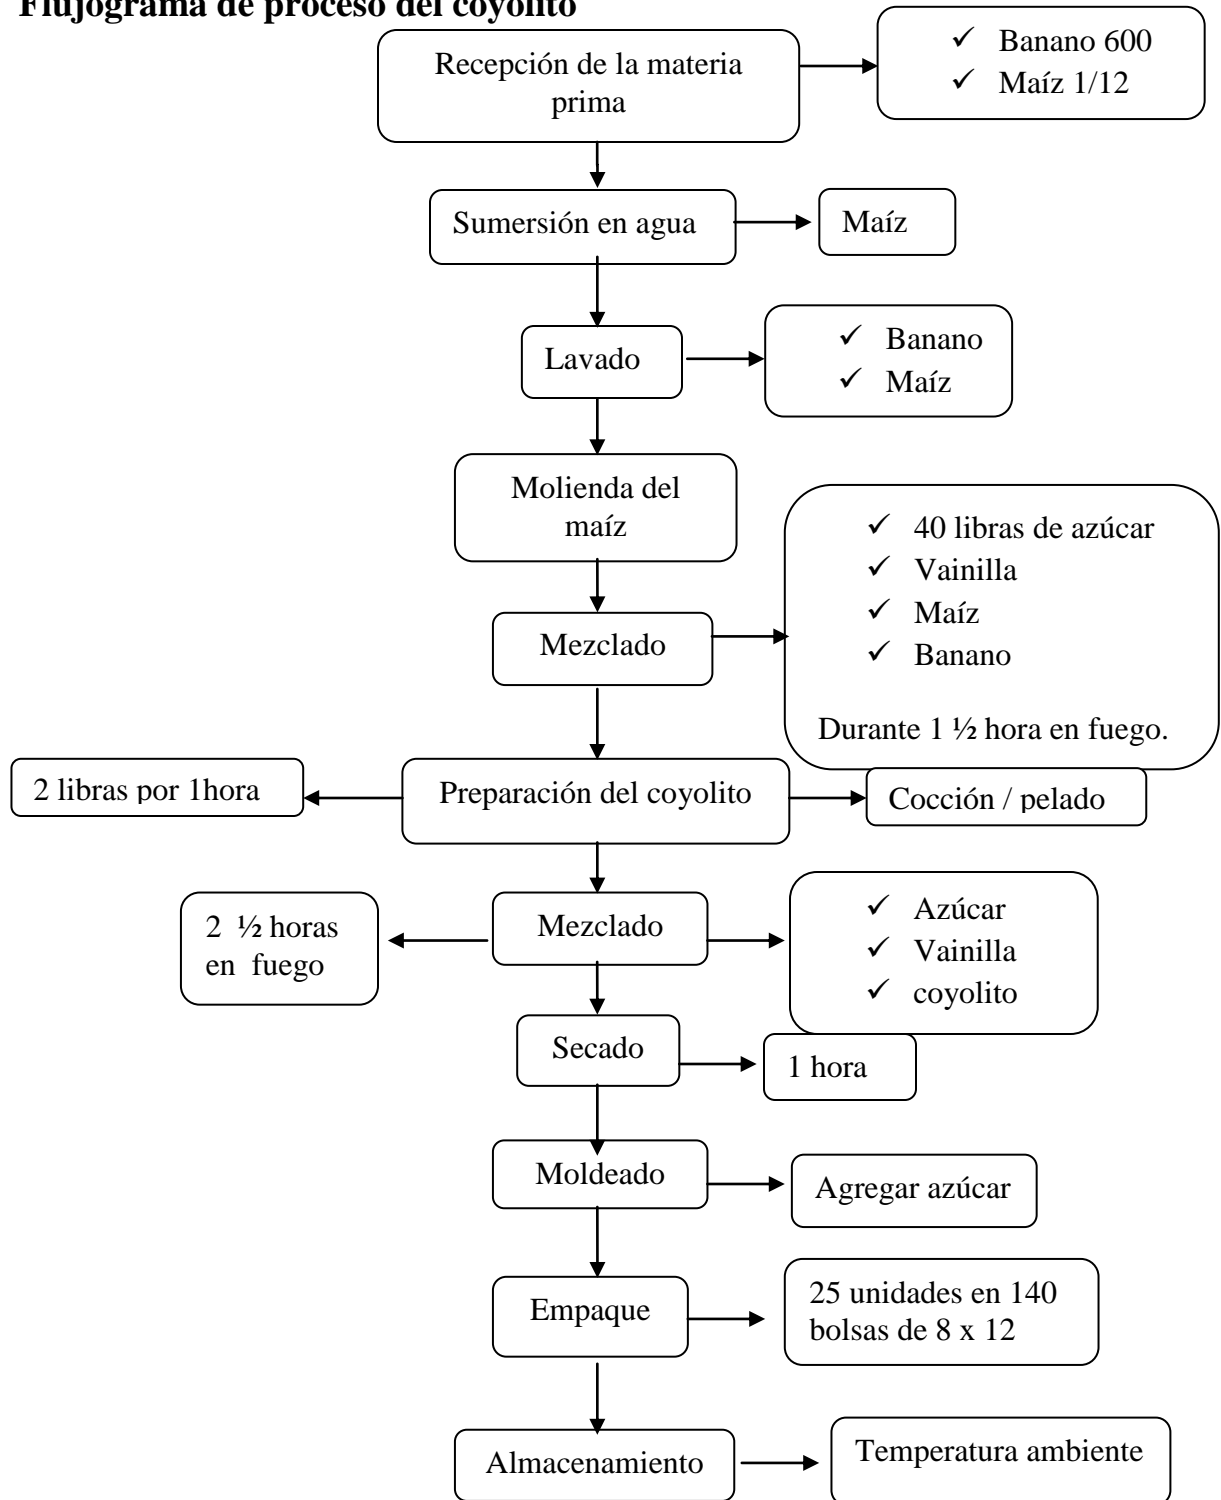 Flujograma de proceso del coyolito
Recepción de la materia
prima
✓ Banano 600
✓ Maíz 1/12
Sumersión en agua
Maíz
Lavado
✓ Banano
✓ Maíz
Molienda del
maíz
✓ 40 libras de azúcar
✓ Vainilla
✓ Maíz
✓ Banano
Durante 1 ½ hora en fuego.
Mezclado
2 libras por 1hora
Preparación del coyolito
Cocción / pelado
2 ½ horas
en fuego
Mezclado
✓ Azúcar
✓ Vainilla
✓ coyolito
Secado
1 hora
Moldeado
Agregar azúcar
Empaque
25 unidades en 140
bolsas de 8 x 12
Almacenamiento
Temperatura ambiente